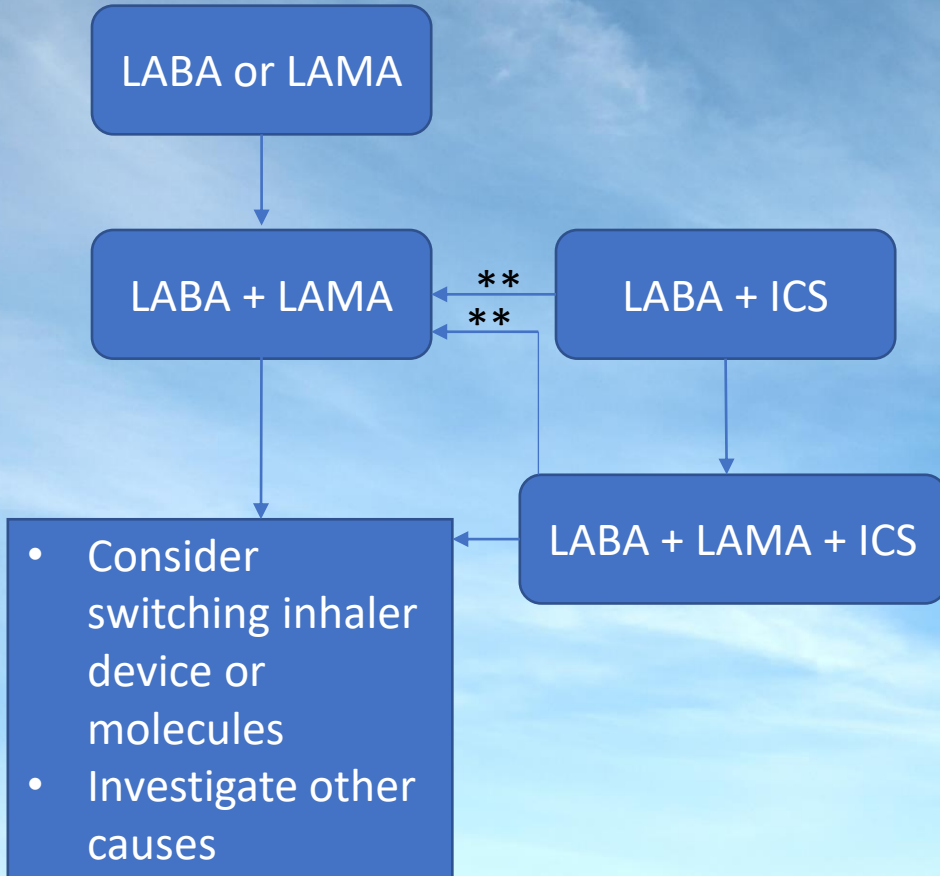 LABA or LAMA
LABA + LAMA
**
**
LABA + ICS
LABA + LAMA + ICS
• Consider
switching inhaler
device or
molecules
• Investigate other
causes